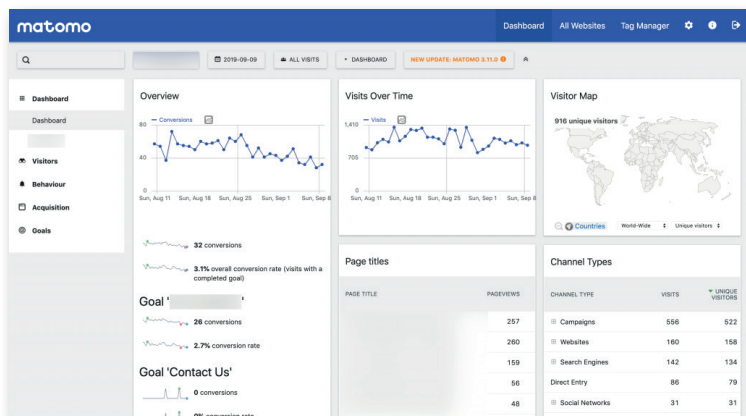 matomo
Dashboard All Websites Tag Manager
2019-09-09 ALL VISITS DASHBOARD NEW UPDATE: MATOMO 3.11.0
Dashboard
Dashboard
Visitors
Behaviour
Acquisition
Goals
Overview
Conversions
80
40
0
Sun, Aug 11 Sun, Aug 18 Sun, Aug 25 Sun, Sep 1 Sun, Sep 8
32 conversions
3.1% overall conversion rate (visits with a
completed goal)
Goal ' '
26 conversions
2.7% conversion rate
Goal 'Contact Us'
0 conversions
0% conversion rate
Visits Over Time
Visits
1,410
705
0
Sun, Aug 11 Sun, Aug 18 Sun, Aug 25 Sun, Sep 1 Sun, Sep 8
Page titles
PAGE TITLE PAGEVIEWS
257
260
159
56
48
Visitor Map
916 unique visitors
Countries World-Wide Unique visitors
Channel Types
CHANNEL TYPE VISITS UNIQUE
VISITORS
Campaigns 556 522
Websites 160 158
Search Engines 142 134
Direct Entry 86 79
Social Networks 31 31